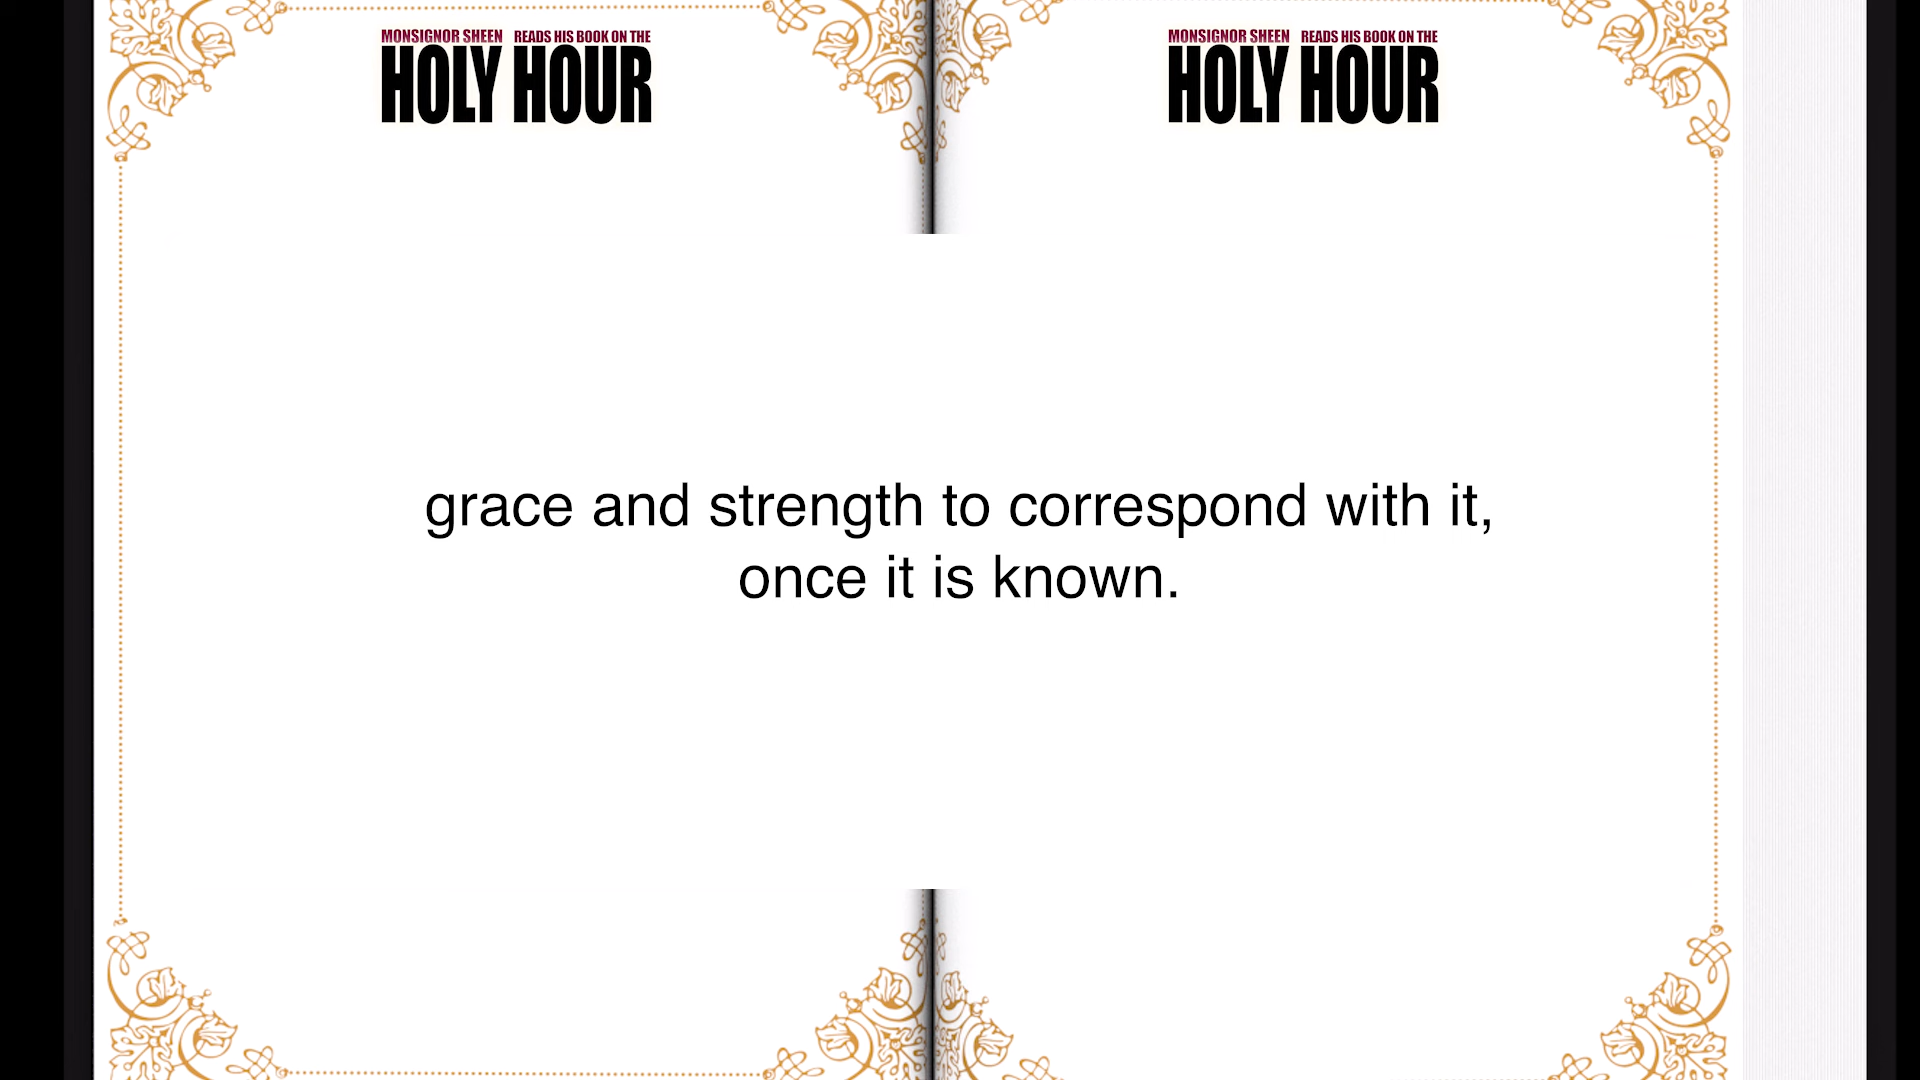 MONSIGNOR SHEEN READS HIS BOOK ON THE
HOLY HOUR
MONSIGNOR SHEEN READS HIS BOOK ON THE
HOLY HOUR
grace and strength to correspond with it,
once it is known.